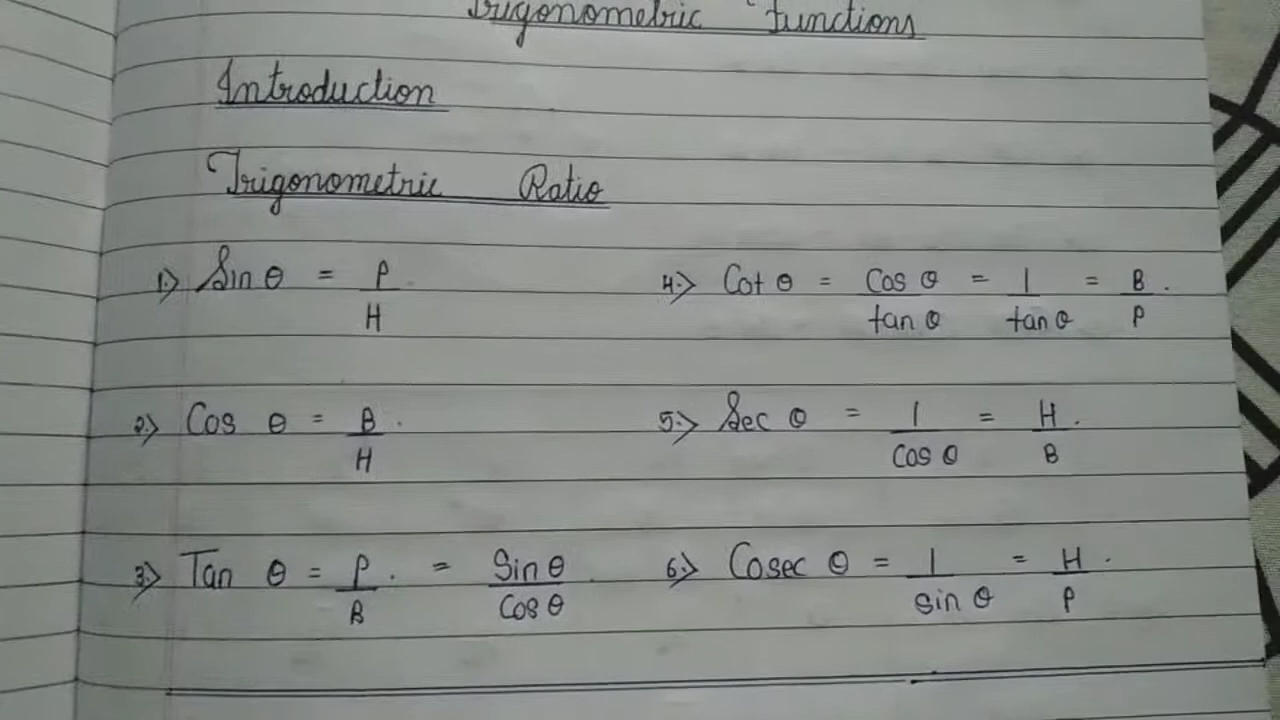 Trigonometric Functions
Introduction
Trigonometric Ratio
1.> Sin θ = P/H
4.> Cot θ = Cos θ/tan θ = 1/tan θ = B/P.
2.> Cos θ = B/H.
5.> Sec θ = 1/Cos θ = H/B.
3.> Tan θ = P/B. = Sin θ/Cos θ
6.> Cosec θ = 1/sin θ = H/P.